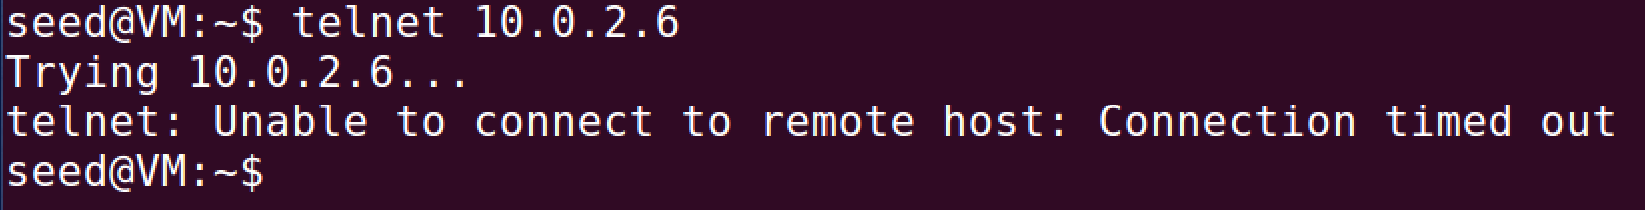 seed@VM:~$ telnet 10.0.2.6
Trying 10.0.2.6...
telnet: Unable to connect to remote host: Connection timed out
seed@VM:~$